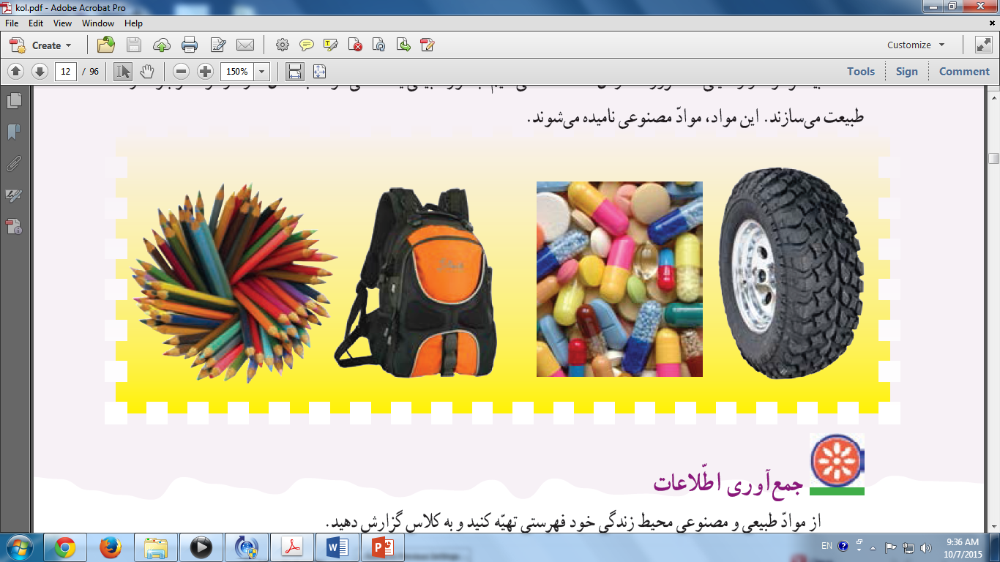 kol.pdf - Adobe Acrobat Pro
File Edit View Window Help
Create Customize
12 / 96 150% Tools Sign Comment
طبیعت می‌سازند. این مواد، موادّ مصنوعی نامیده می‌شوند.
جمع‌آوری اطّلاعات
از موادّ طبیعی و مصنوعی محیط زندگی خود فهرستی تهیّه کنید و به کلاس گزارش دهید.
EN 9:36 AM
10/7/2015